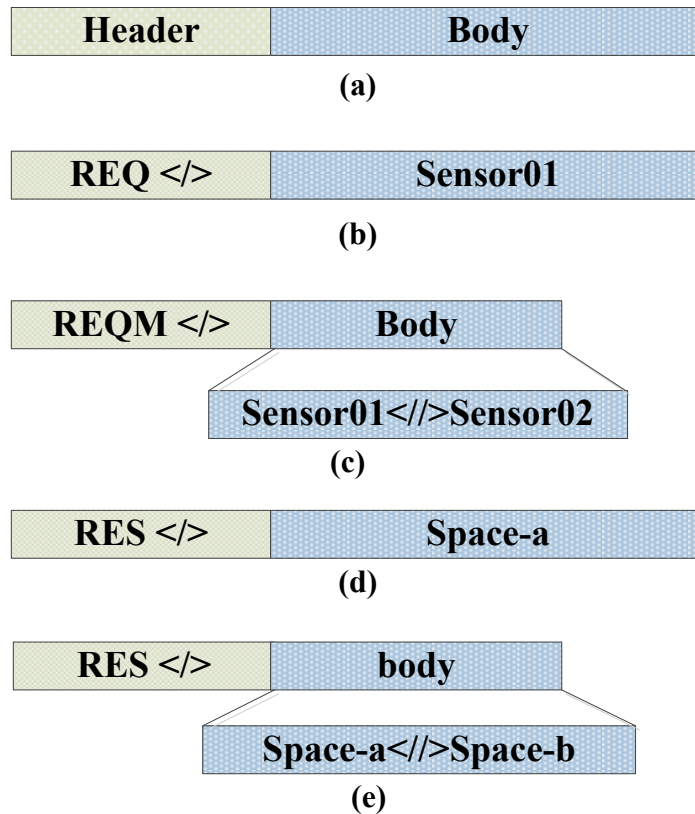 Header Body
(a)
REQ </> Sensor01
(b)
REQM </> Body
Sensor01<//>Sensor02
(c)
RES </> Space-a
(d)
RES </> body
Space-a<//>Space-b
(e)